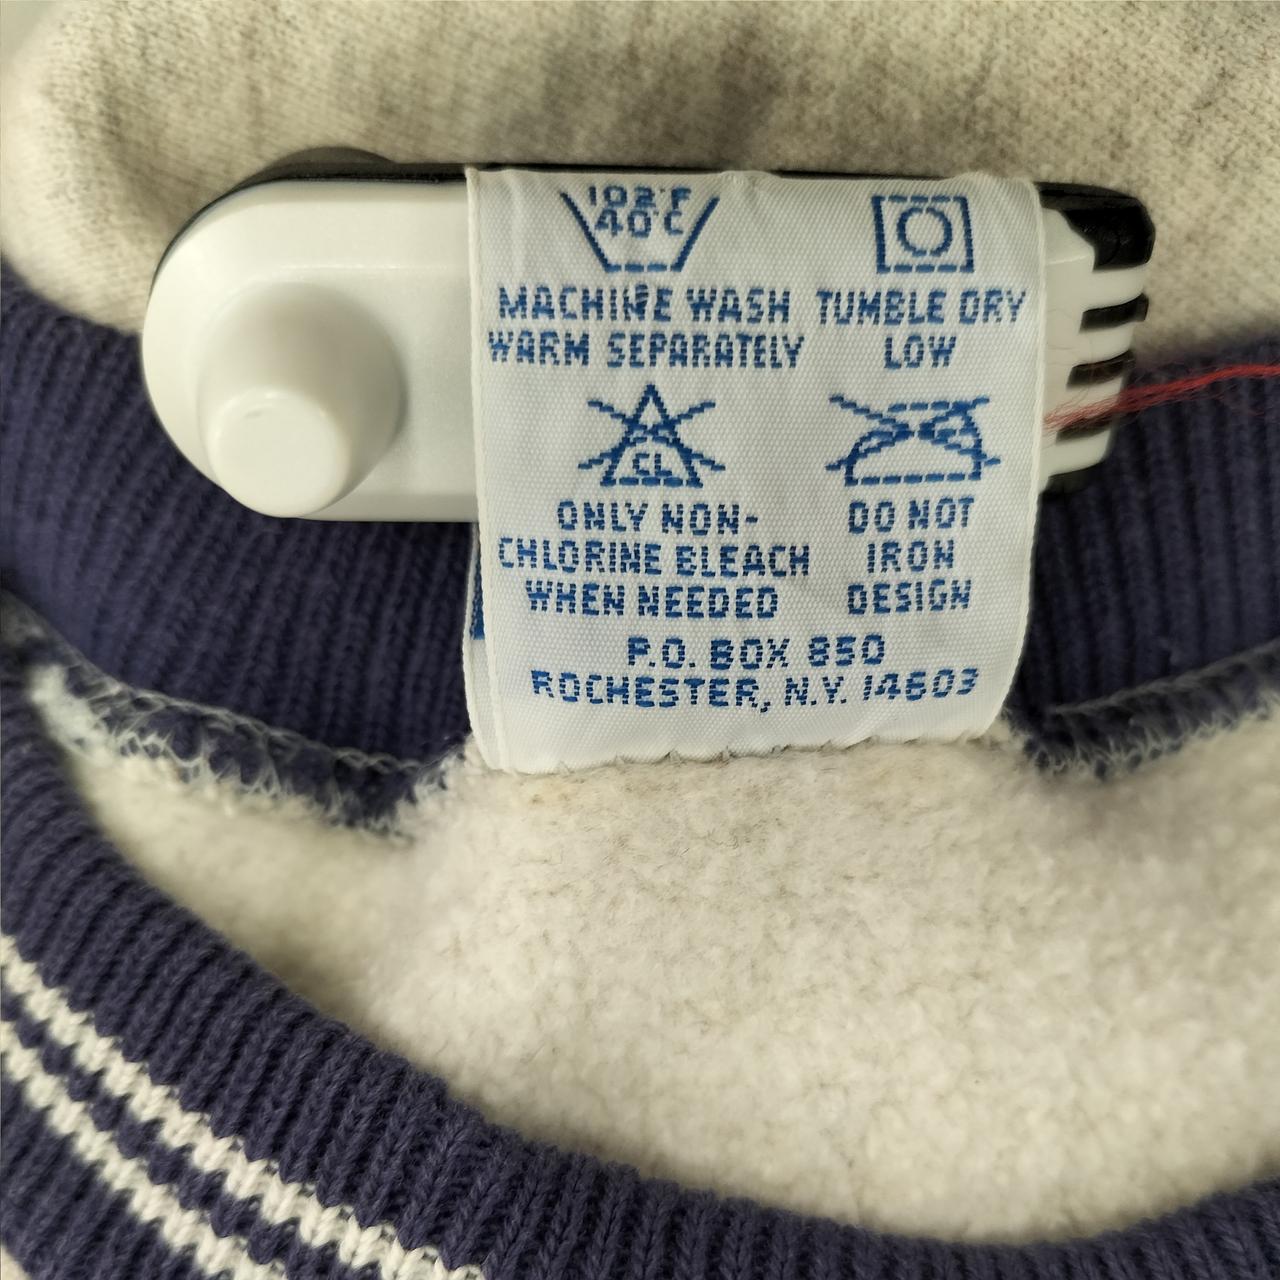 102°F
40°C
MACHINE WASH
WARM SEPARATELY
TUMBLE DRY
LOW
CL
ONLY NON-
CHLORINE BLEACH
WHEN NEEDED
DO NOT
IRON
DESIGN
P.O. BOX 850
ROCHESTER, N.Y. 14603